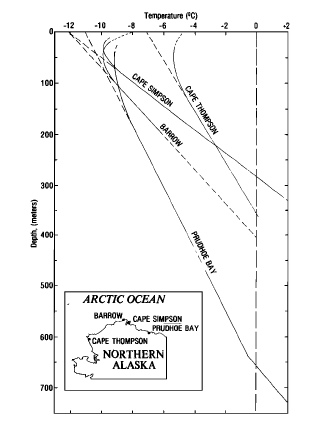 Temperature (ºC)
-12 -10 -8 -6 -4 -2 0 +2
0
100
200
300
400
500
600
700
Depth, (meters)
CAPE SIMPSON
CAPE THOMPSON
BARROW
PRUDHOE BAY
ARCTIC OCEAN
BARROW
CAPE SIMPSON
PRUDHOE BAY
CAPE THOMPSON
NORTHERN
ALASKA